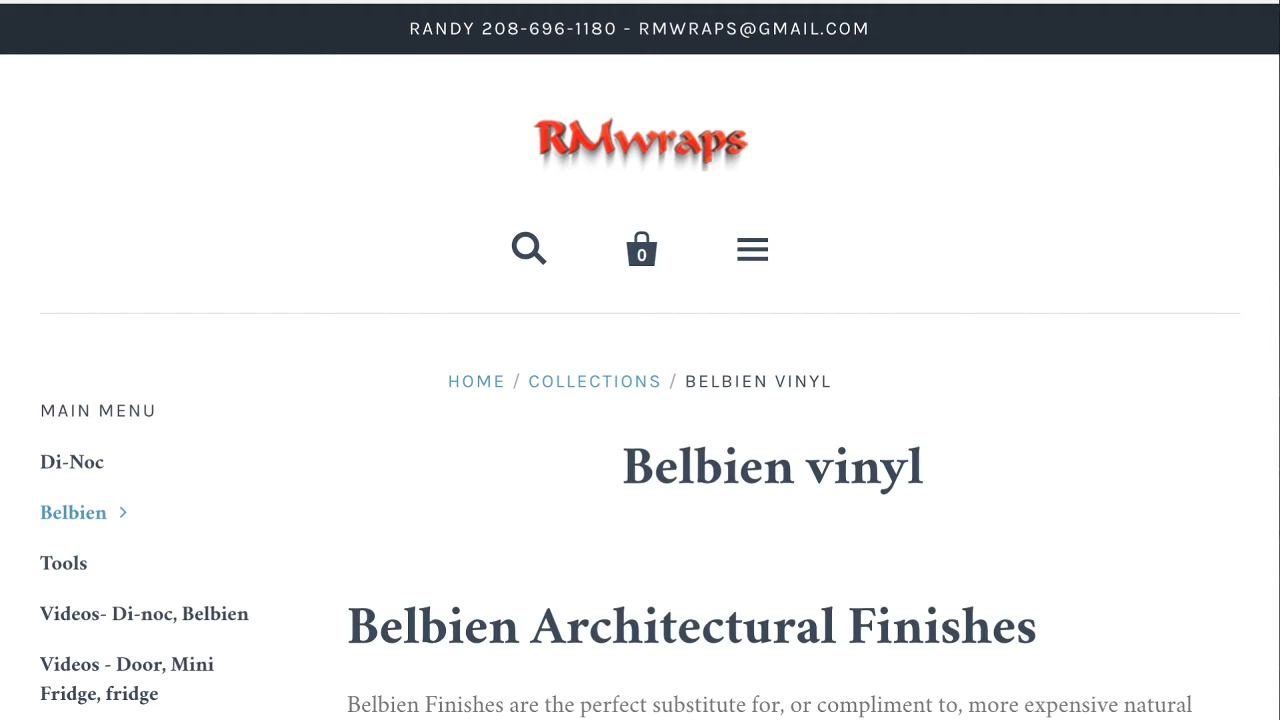 RANDY 208-696-1180 - RMWRAPS@GMAIL.COM
RMwraps
0
HOME / COLLECTIONS / BELBIEN VINYL
MAIN MENU
Di-Noc
Belbien >
Tools
Videos- Di-noc, Belbien
Videos - Door, Mini
Fridge, fridge
Belbien vinyl
Belbien Architectural Finishes
Belbien Finishes are the perfect substitute for, or compliment to, more expensive natural